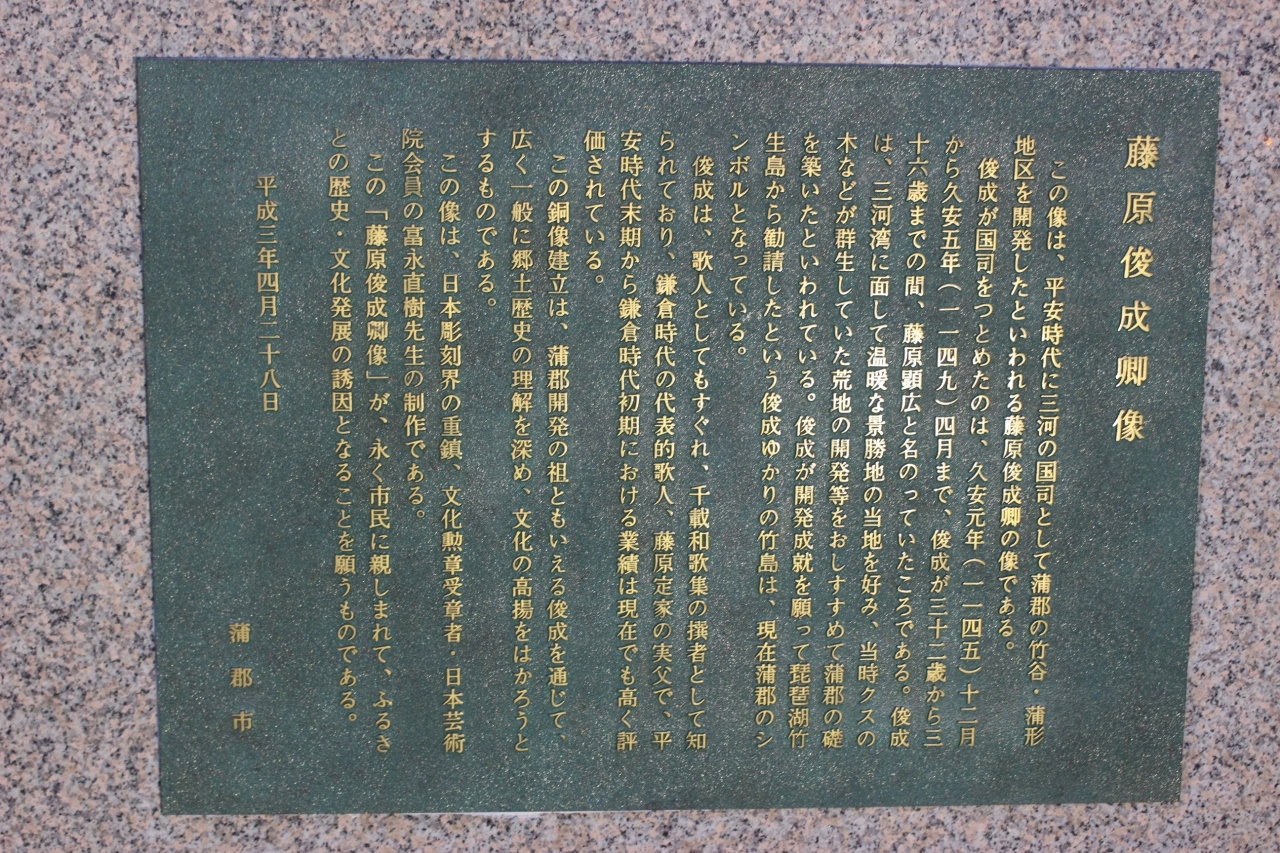 藤原俊成卿像
この像は、平安時代に三河の国司として蒲郡の竹谷・蒲形
地区を開発したといわれる藤原俊成卿の像である。
俊成が国司をつとめたのは、久安元年(一一四五)十二月
から久安五年(一一四九)四月まで、俊成が三十二歳から三
十六歳までの間、藤原顕広と名のっていたころである。俊成
は、三河湾に面して温暖な景勝地の当地を好み、当時クスの
木などが群生していた荒地の開発等をおしすすめて蒲郡の礎
を築いたといわれている。俊成が開発成就を願って琵琶湖竹
生島から勧請したという俊成ゆかりの竹島は、現在蒲郡のシ
ンボルとなっている。
俊成は、歌人としてもすぐれ、千載和歌集の撰者として知
られており、鎌倉時代の代表的歌人、藤原定家の実父で、平
安時代末期から鎌倉時代初期における業績は現在でも高く評
価されている。
この銅像建立は、蒲郡開発の祖ともいえる俊成を通じて、
広く一般に郷土歴史の理解を深め、文化の高揚をはかろうと
するものである。
この像は、日本彫刻界の重鎮、文化勲章受章者・日本芸術
院会員の富永直樹先生の制作である。
この「藤原俊成卿像」が、永く市民に親しまれて、ふるさ
との歴史・文化発展の誘因となることを願うものである。
平成三年四月二十八日
蒲郡市